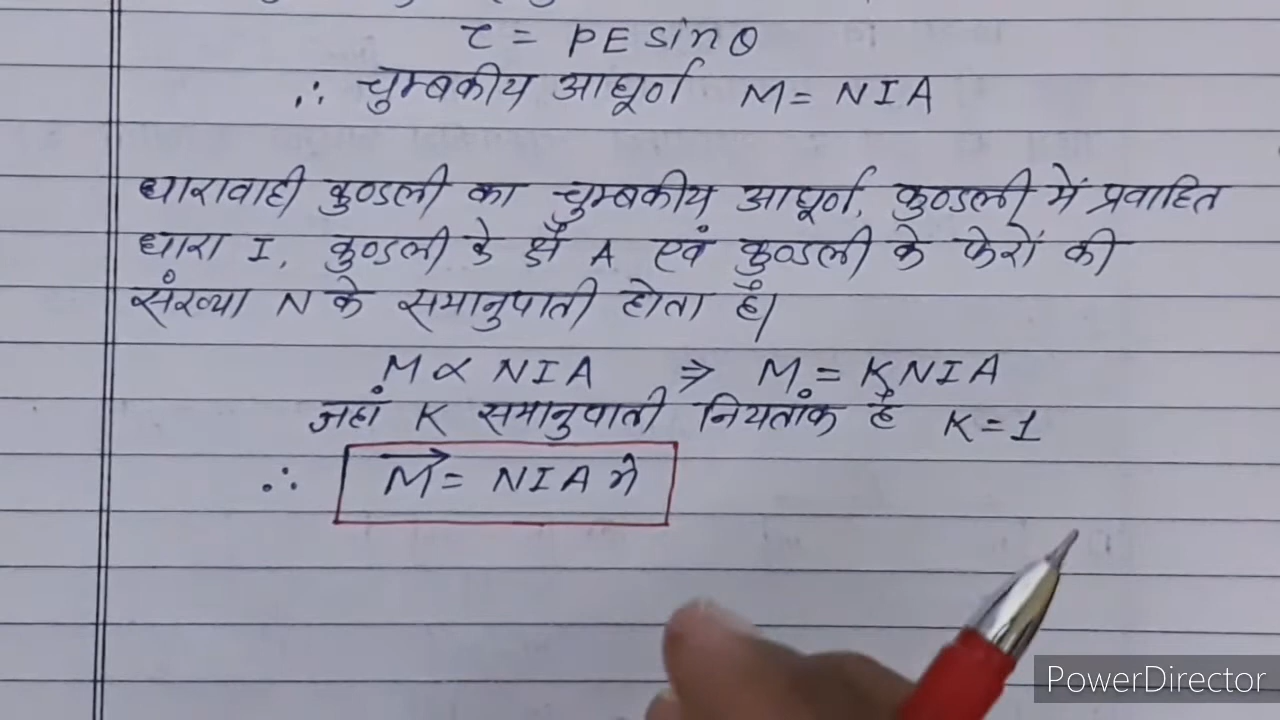 τ = PE sinθ
∴ चुम्बकीय आघूर्ण M = NIA
धारावाही कुण्डली का चुम्बकीय आघूर्ण, कुण्डली में प्रवाहित
धारा I, कुण्डली के क्षै A एवं कुण्डली के फेरों की
संख्या N के समानुपाती होता है।
M ∝ NIA ⇒ M = KNIA
जहां K समानुपाती नियतांक है K = 1
∴ M⃗ = NIA n̂
PowerDirector